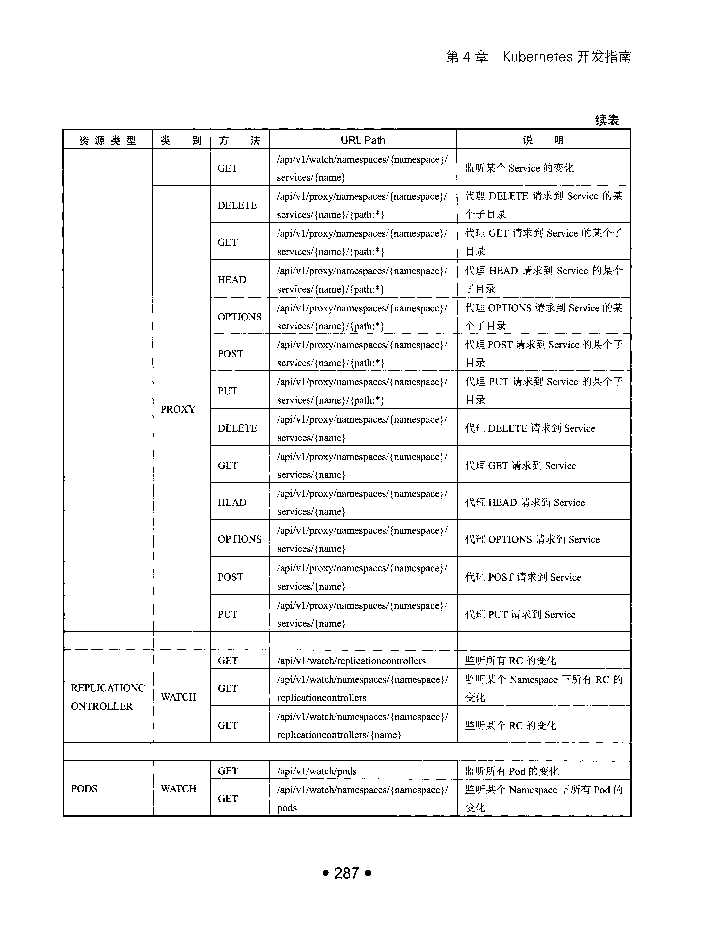 第 4 章 Kubernetes 开发指南
续表
资 源 类 型 类 别 方 法 URL Path 说 明
GET /api/v1/watch/namespaces/{namespace}/ 监听某个 Service 的变化
services/{name}
PROXY
DELETE /api/v1/proxy/namespaces/{namespace}/ 代理 DELETE 请求到 Service 的某
services/{name}/{path:*} 个子目录
GET /api/v1/proxy/namespaces/{namespace}/ 代理 GET 请求到 Service 的某个子
services/{name}/{path:*} 目录
HEAD /api/v1/proxy/namespaces/{namespace}/ 代理 HEAD 请求到 Service 的某个
services/{name}/{path:*} 子目录
OPTIONS /api/v1/proxy/namespaces/{namespace}/ 代理 OPTIONS 请求到 Service 的某
services/{name}/{path:*} 个子目录
POST /api/v1/proxy/namespaces/{namespace}/ 代理 POST 请求到 Service 的某个子
services/{name}/{path:*} 目录
PUT /api/v1/proxy/namespaces/{namespace}/ 代理 PUT 请求到 Service 的某个子
services/{name}/{path:*} 目录
DELETE /api/v1/proxy/namespaces/{namespace}/ 代理 DELETE 请求到 Service
services/{name}
GET /api/v1/proxy/namespaces/{namespace}/ 代理 GET 请求到 Service
services/{name}
HEAD /api/v1/proxy/namespaces/{namespace}/ 代理 HEAD 请求到 Service
services/{name}
OPTIONS /api/v1/proxy/namespaces/{namespace}/ 代理 OPTIONS 请求到 Service
services/{name}
POST /api/v1/proxy/namespaces/{namespace}/ 代理 POST 请求到 Service
services/{name}
PUT /api/v1/proxy/namespaces/{namespace}/ 代理 PUT 请求到 Service
services/{name}
REPLICATIONC
ONTROLLER
WATCH
GET /api/v1/watch/replicationcontrollers 监听所有 RC 的变化
GET /api/v1/watch/namespaces/{namespace}/ 监听某个 Namespace 下所有 RC 的
replicationcontrollers 变化
GET /api/v1/watch/namespaces/{namespace}/ 监听某个 RC 的变化
replicationcontrollers/{name}
PODS WATCH
GET /api/v1/watch/pods 监听所有 Pod 的变化
GET /api/v1/watch/namespaces/{namespace}/ 监听某个 Namespace 下所有 Pod 的
pods 变化
• 287 •